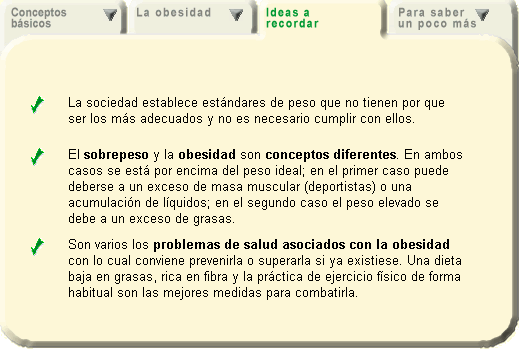 Conceptos básicos
La obesidad
Ideas a recordar
Para saber un poco más
La sociedad establece estándares de peso que no tienen por que
ser los más adecuados y no es necesario cumplir con ellos.
El sobrepeso y la obesidad son conceptos diferentes. En ambos
casos se está por encima del peso ideal; en el primer caso puede
deberse a un exceso de masa muscular (deportistas) o una
acumulación de líquidos; en el segundo caso el peso elevado se
debe a un exceso de grasas.
Son varios los problemas de salud asociados con la obesidad
con lo cual conviene prevenirla o superarla si ya existiese. Una dieta
baja en grasas, rica en fibra y la práctica de ejercicio físico de forma
habitual son las mejores medidas para combatirla.